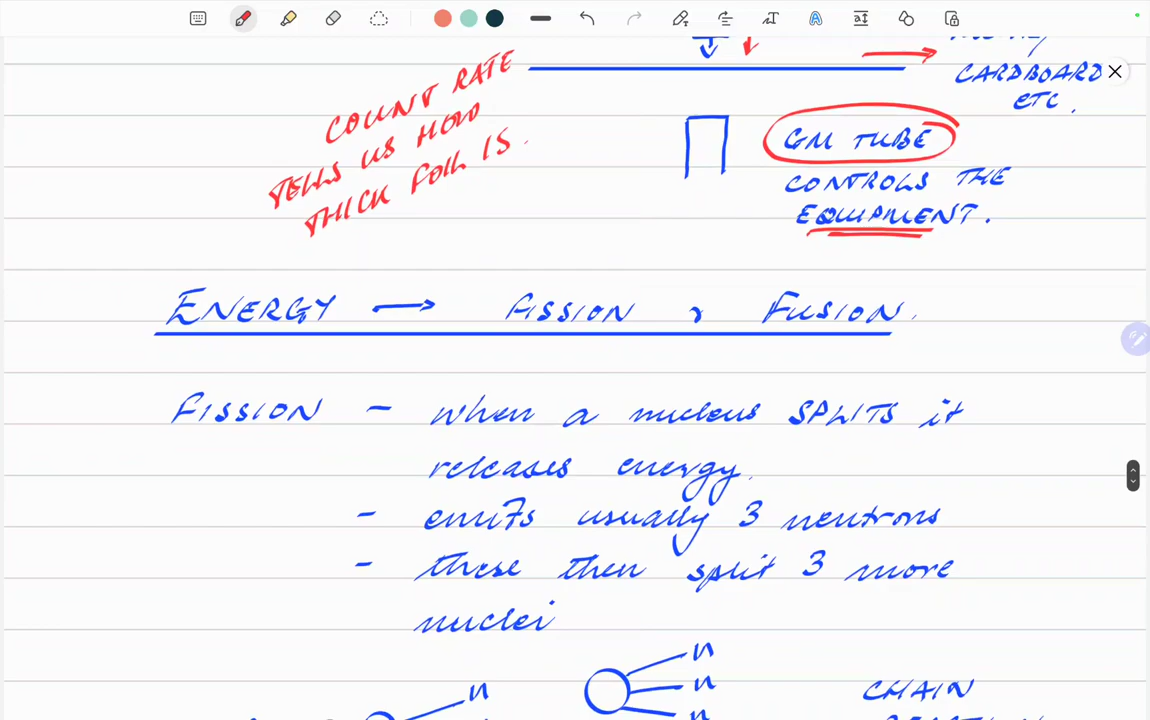 COUNT RATE
TELLS US HOW
THICK FOIL IS.
CARDBOARD
ETC.
GM TUBE
CONTROLS THE
EQUIPMENT.
ENERGY → FISSION , FUSION.
FISSION - when a nucleus SPLITS it
releases energy.
- emits usually 3 neutrons
- these then split 3 more
nuclei
n
n
n
n
CHAIN